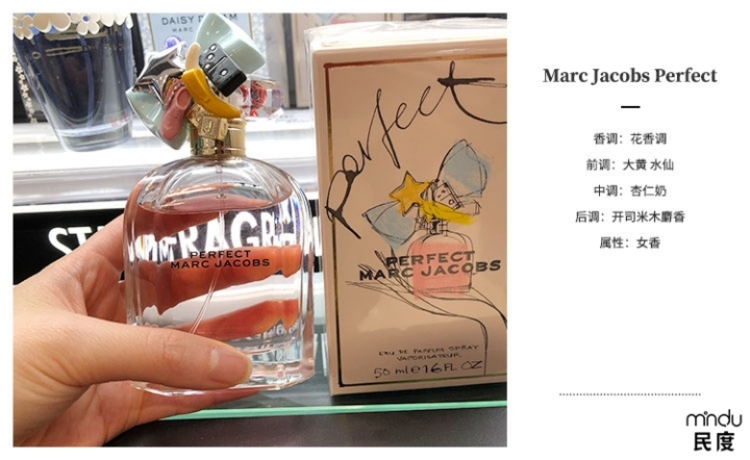 DAISY DREAM
MARC
PERFECT
MARC JACOBS
Perfect
perfect
PERFECT
MARC JACOBS
EAU DE PARFUM SPRAY
VAPORISATEUR
50 ml e 1.6 FL OZ
Marc Jacobs Perfect
香调：花香调
前调：大黄 水仙
中调：杏仁奶
后调：开司米木麝香
属性：女香
mindu
民度